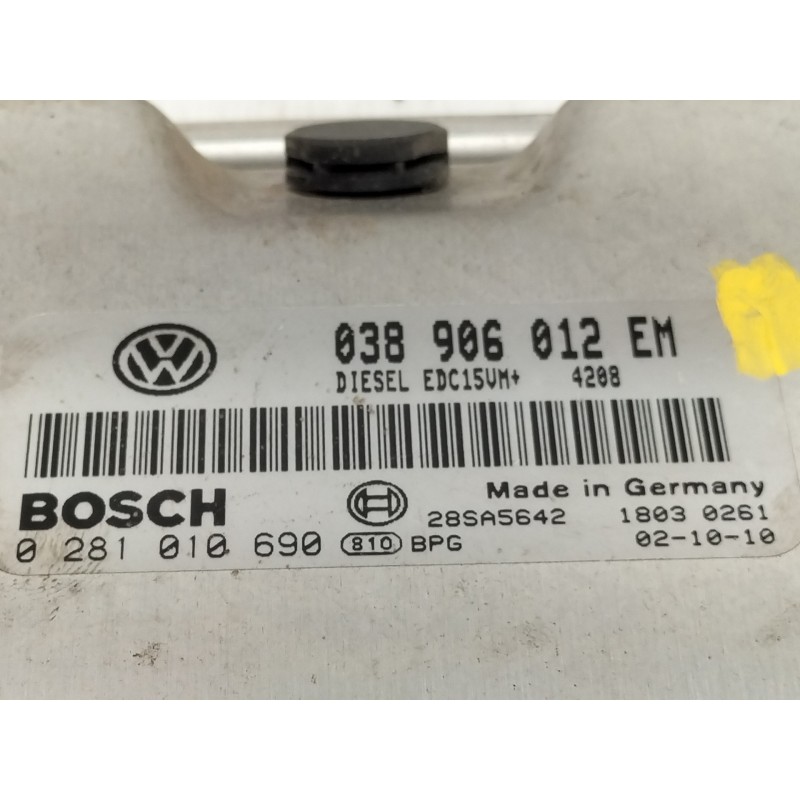 038 906 012 EM
DIESEL EDC15VM+ 4208
BOSCH
Made in Germany
28SA5642 1803 0261
0 281 010 690 810 BPG 02-10-10